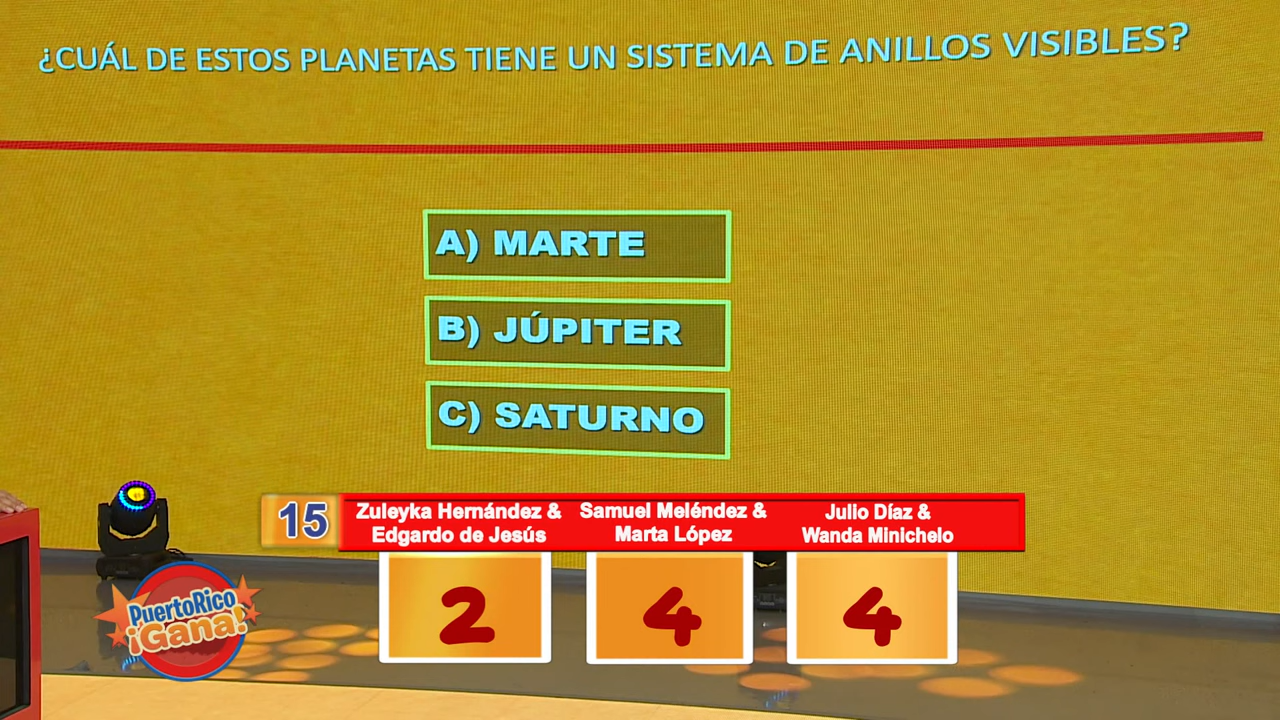 ¿CUÁL DE ESTOS PLANETAS TIENE UN SISTEMA DE ANILLOS VISIBLES?
A) MARTE
B) JÚPITER
C) SATURNO
15
Zuleyka Hernández &
Edgardo de Jesús
Samuel Meléndez &
Marta López
Julio Díaz &
Wanda Minichelo
2
4
4
PuertoRico
¡Gana!